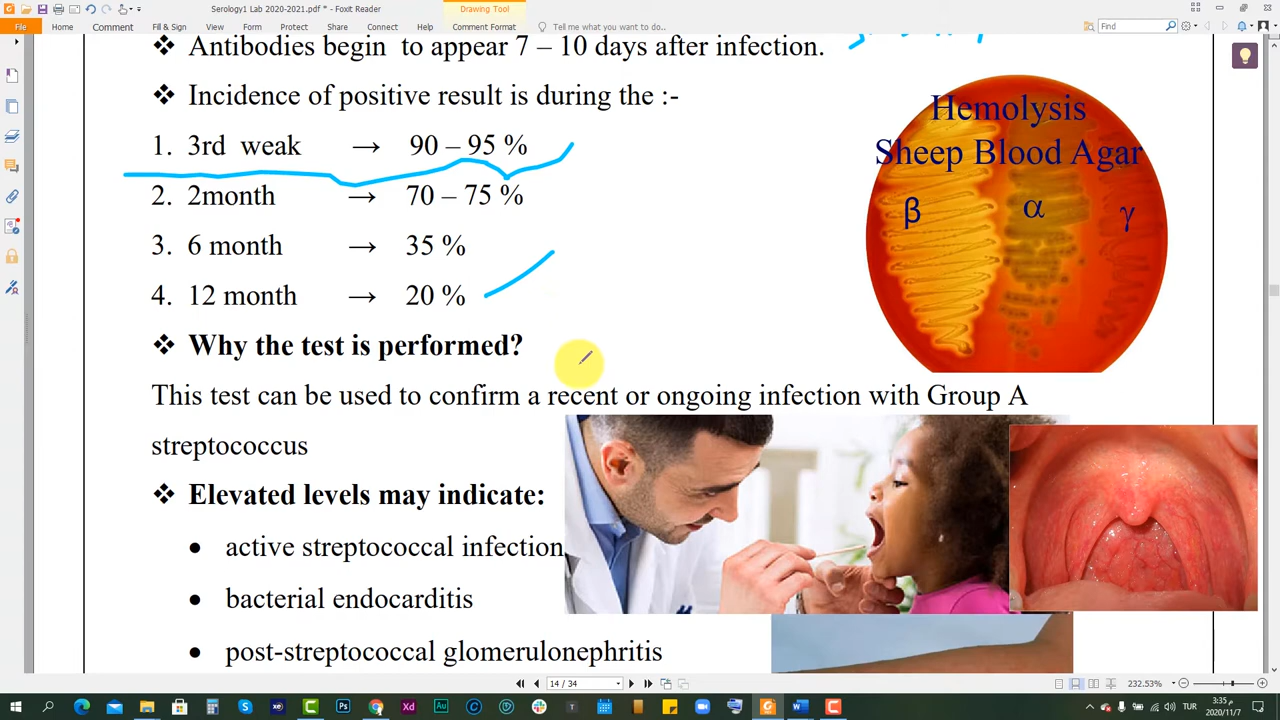 Serology1 Lab 2020-2021.pdf * - Foxit Reader
Drawing Tool
File
Home
Comment
Fill & Sign
Form
Protect
Share
Help
Comment Format
Tell me what you want to do...
Find
❖ Antibodies begin to appear 7 – 10 days after infection.
❖ Incidence of positive result is during the :-
1. 3rd weak → 90 – 95 %
2. 2month → 70 – 75 %
3. 6 month → 35 %
4. 12 month → 20 %
Hemolysis
Sheep Blood Agar
β α γ
❖ Why the test is performed?
This test can be used to confirm a recent or ongoing infection with Group A
streptococcus
❖ Elevated levels may indicate:
• active streptococcal infection
• bacterial endocarditis
• post-streptococcal glomerulonephritis
14 / 34
232.53%
TUR
3:35 م
2020/11/7